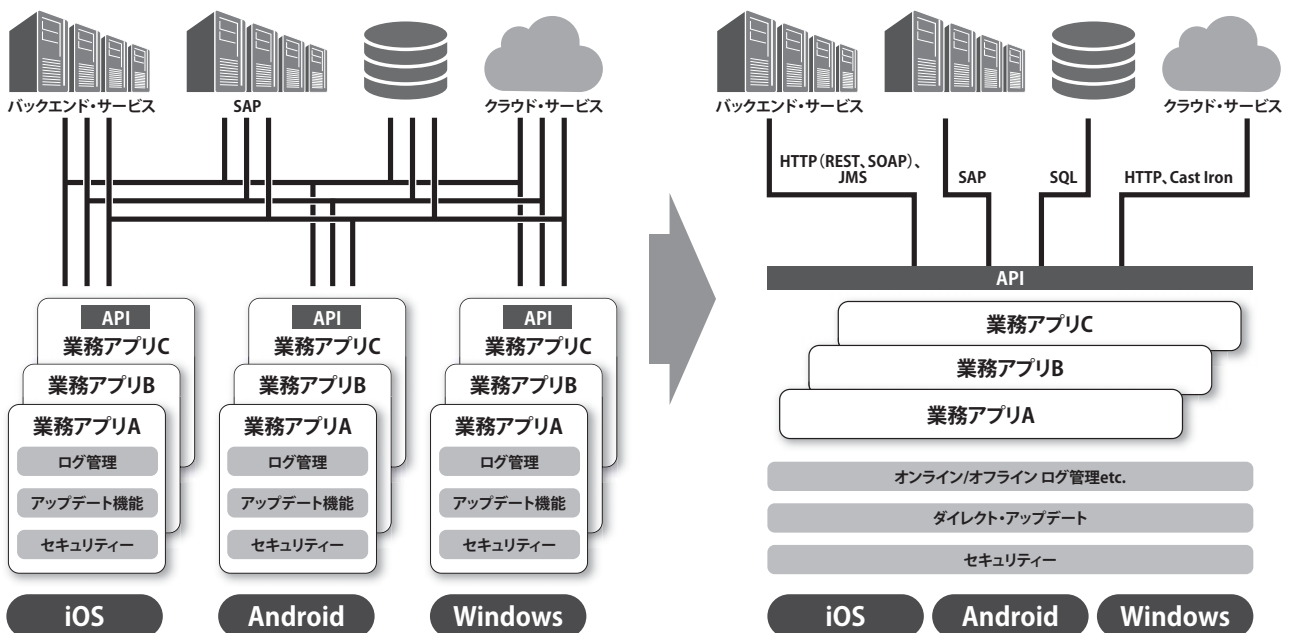 バックエンド・サービス
SAP
クラウド・サービス
API
業務アプリC
業務アプリB
業務アプリA
ログ管理
アップデート機能
セキュリティー
iOS
API
業務アプリC
業務アプリB
業務アプリA
ログ管理
アップデート機能
セキュリティー
Android
API
業務アプリC
業務アプリB
業務アプリA
ログ管理
アップデート機能
セキュリティー
Windows
バックエンド・サービス
クラウド・サービス
HTTP（REST、SOAP）、
JMS
SAP
SQL
HTTP、Cast Iron
API
業務アプリC
業務アプリB
業務アプリA
オンライン/オフライン ログ管理etc.
ダイレクト・アップデート
セキュリティー
iOS
Android
Windows